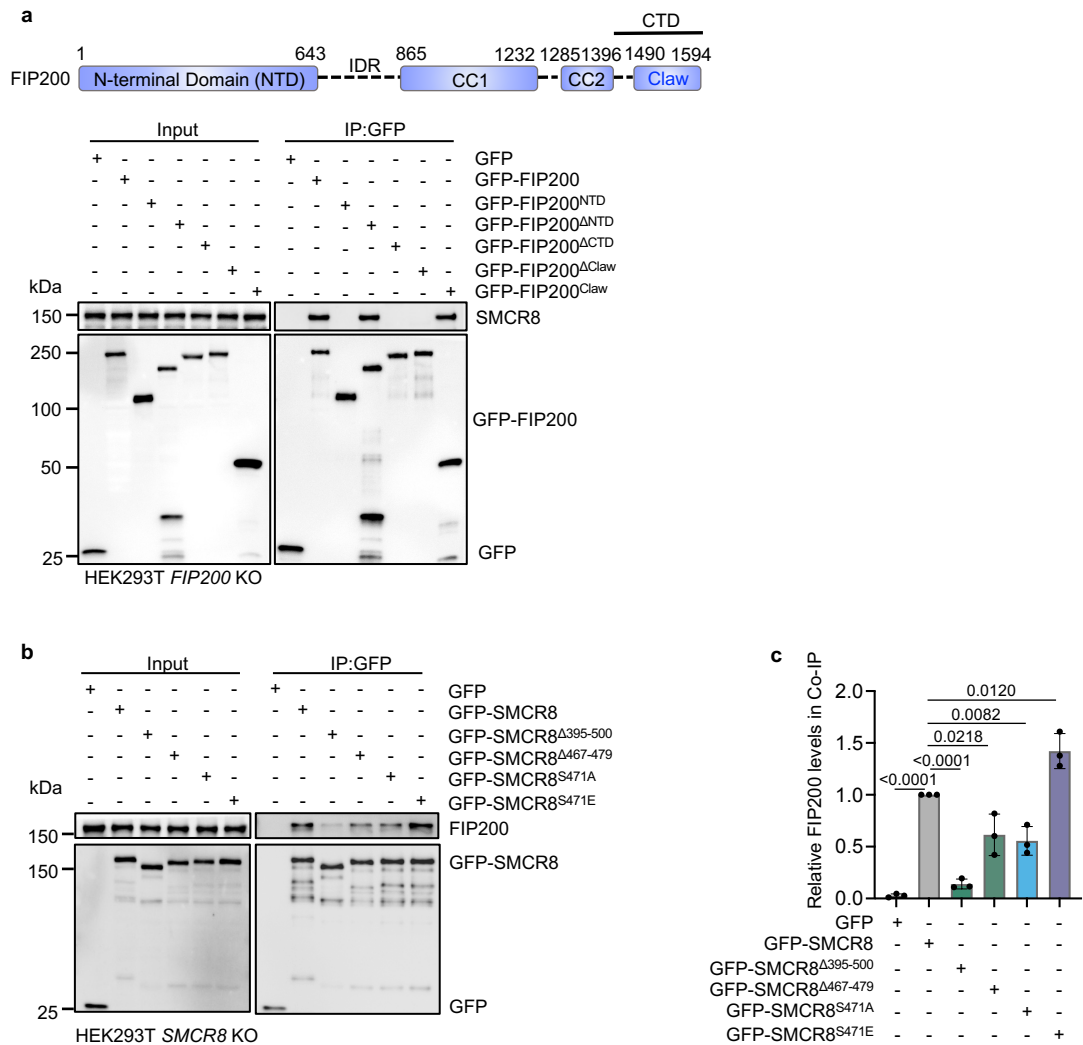 a
CTD
1 643 865 1232 1285 1396 1490 1594
IDR
FIP200 N-terminal Domain (NTD) CC1 CC2 Claw
Input IP:GFP
+ - - - - - - + - - - - - - GFP
- + - - - - - - + - - - - - GFP-FIP200
- - + - - - - - - + - - - - GFP-FIP200NTD
- - - + - - - - - - + - - - GFP-FIP200ΔNTD
- - - - + - - - - - - + - - GFP-FIP200ΔCTD
- - - - - + - - - - - - + - GFP-FIP200ΔClaw
- - - - - - + - - - - - - + GFP-FIP200Claw
kDa
150 SMCR8
250
100
GFP-FIP200
50
25 GFP
HEK293T FIP200 KO
b
Input IP:GFP
+ - - - - - + - - - - - GFP
- + - - - - - + - - - - GFP-SMCR8
- - + - - - - - + - - - GFP-SMCR8Δ395-500
- - - + - - - - - + - - GFP-SMCR8Δ467-479
- - - - + - - - - - + - GFP-SMCR8S471A
- - - - - + - - - - - + GFP-SMCR8S471E
kDa
150 FIP200
150 GFP-SMCR8
25 GFP
HEK293T SMCR8 KO
c
Relative FIP200 levels in Co-IP
2.0
1.5
1.0
0.5
0.0
0.0120
0.0082
0.0218
<0.0001
<0.0001
GFP + - - - - -
GFP-SMCR8 - + - - - -
GFP-SMCR8Δ395-500 - - + - - -
GFP-SMCR8Δ467-479 - - - + - -
GFP-SMCR8S471A - - - - + -
GFP-SMCR8S471E - - - - - +